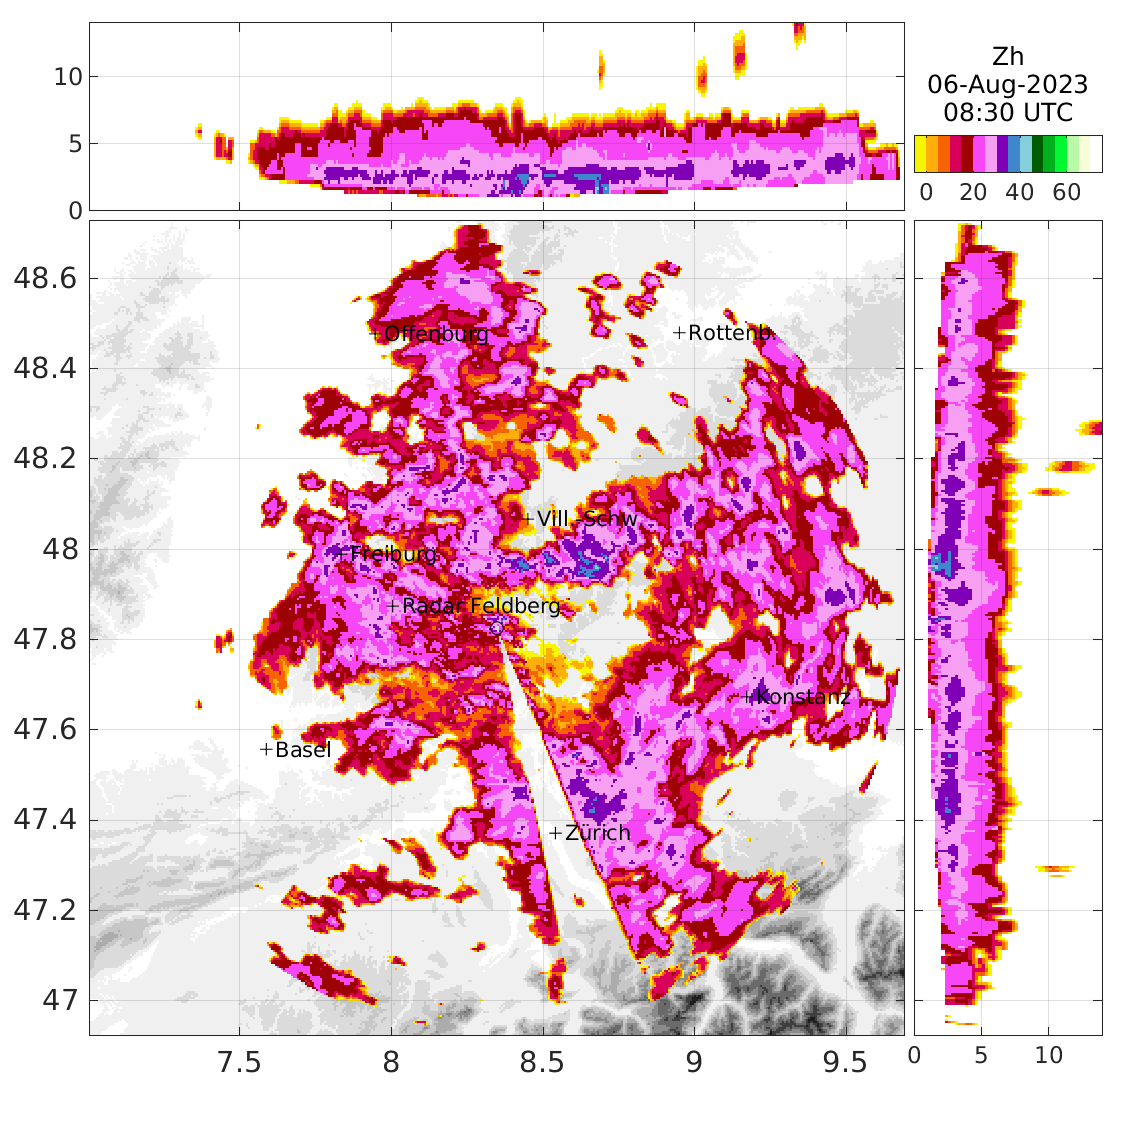 10
5
0
Zh
06-Aug-2023
08:30 UTC
0 20 40 60
48.6
48.4
48.2
48
47.8
47.6
47.4
47.2
47
+Offenburg
+Rottenb.
+Vill.-Schw
+Freiburg
+Radar Feldberg
+Konstanz
+Basel
+Zürich
7.5 8 8.5 9 9.5
0 5 10